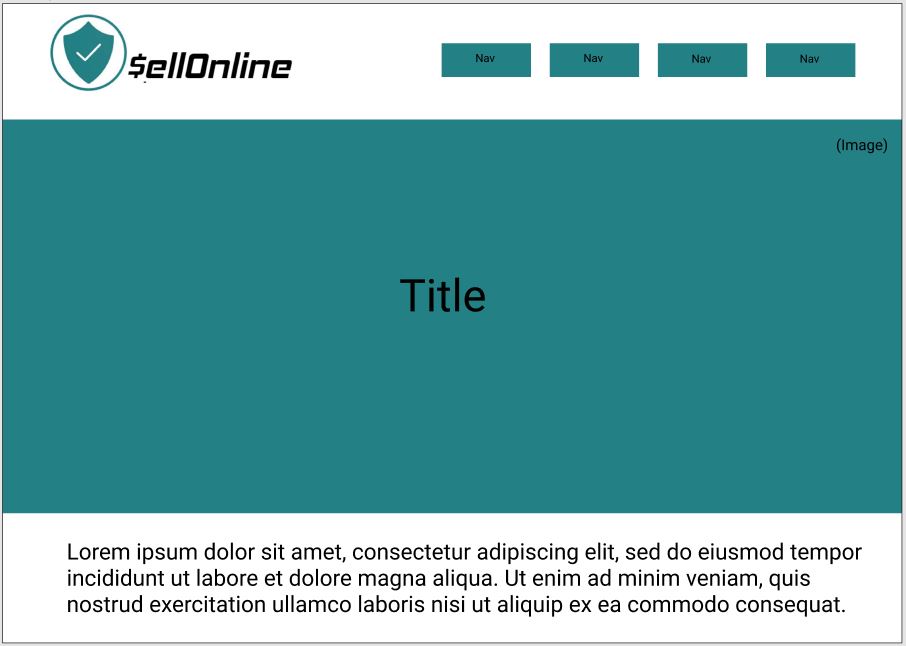 $ellOnline
Nav Nav Nav Nav
(Image)
Title
Lorem ipsum dolor sit amet, consectetur adipiscing elit, sed do eiusmod tempor
incididunt ut labore et dolore magna aliqua. Ut enim ad minim veniam, quis
nostrud exercitation ullamco laboris nisi ut aliquip ex ea commodo consequat.